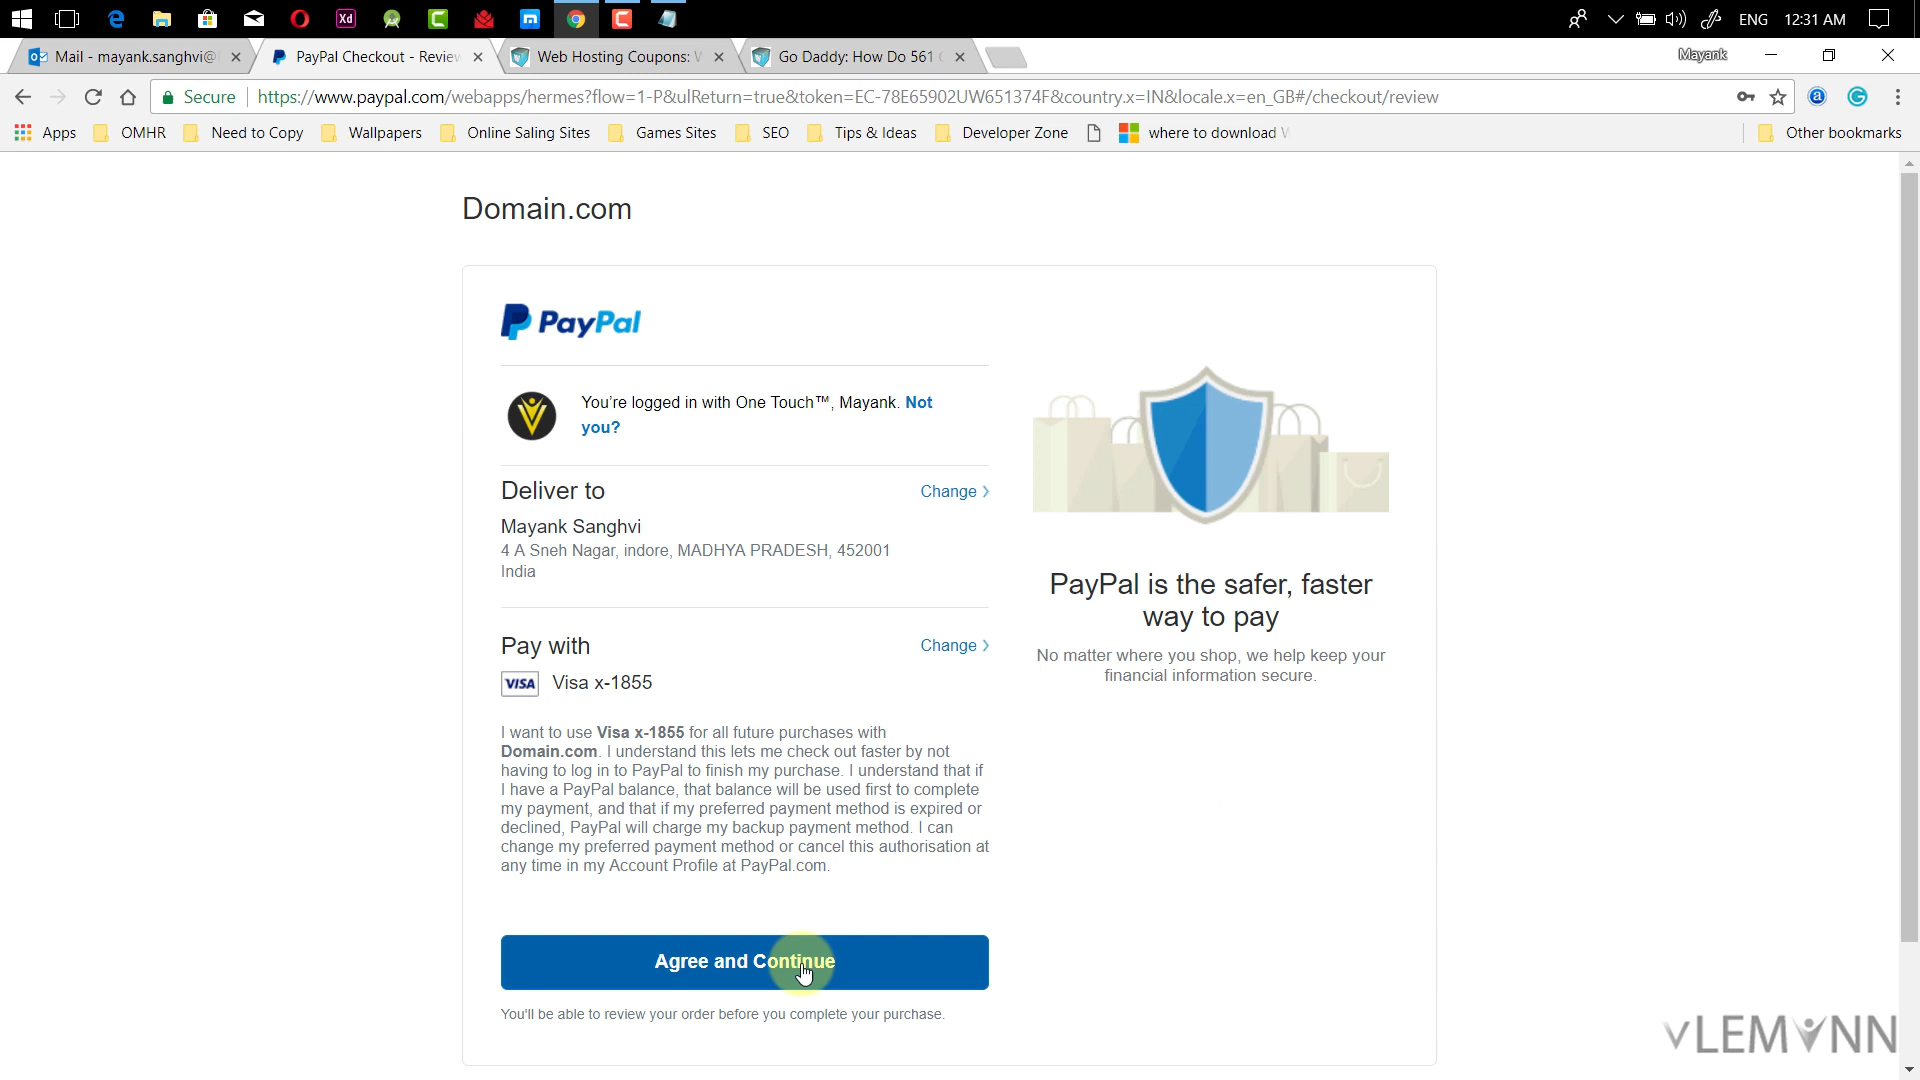 Xd
ENG
12:31 AM
Mail - mayank.sanghvi@
PayPal Checkout - Review
Web Hosting Coupons: W
Go Daddy: How Do 561
Mayank
Secure
https://www.paypal.com/webapps/hermes?flow=1-P&ulReturn=true&token=EC-78E65902UW651374F&country.x=IN&locale.x=en_GB#/checkout/review
Apps
OMHR
Need to Copy
Wallpapers
Online Saling Sites
Games Sites
SEO
Tips & Ideas
Developer Zone
where to download W
Other bookmarks
Domain.com
PayPal
You're logged in with One Touch™, Mayank. Not
you?
Deliver to
Change
Mayank Sanghvi
4 A Sneh Nagar, indore, MADHYA PRADESH, 452001
India
Pay with
Change
VISA
Visa x-1855
I want to use Visa x-1855 for all future purchases with
Domain.com. I understand this lets me check out faster by not
having to log in to PayPal to finish my purchase. I understand that if
I have a PayPal balance, that balance will be used first to complete
my payment, and that if my preferred payment method is expired or
declined, PayPal will charge my backup payment method. I can
change my preferred payment method or cancel this authorisation at
any time in my Account Profile at PayPal.com.
Agree and Continue
You'll be able to review your order before you complete your purchase.
PayPal is the safer, faster
way to pay
No matter where you shop, we help keep your
financial information secure.
vLEMYNN